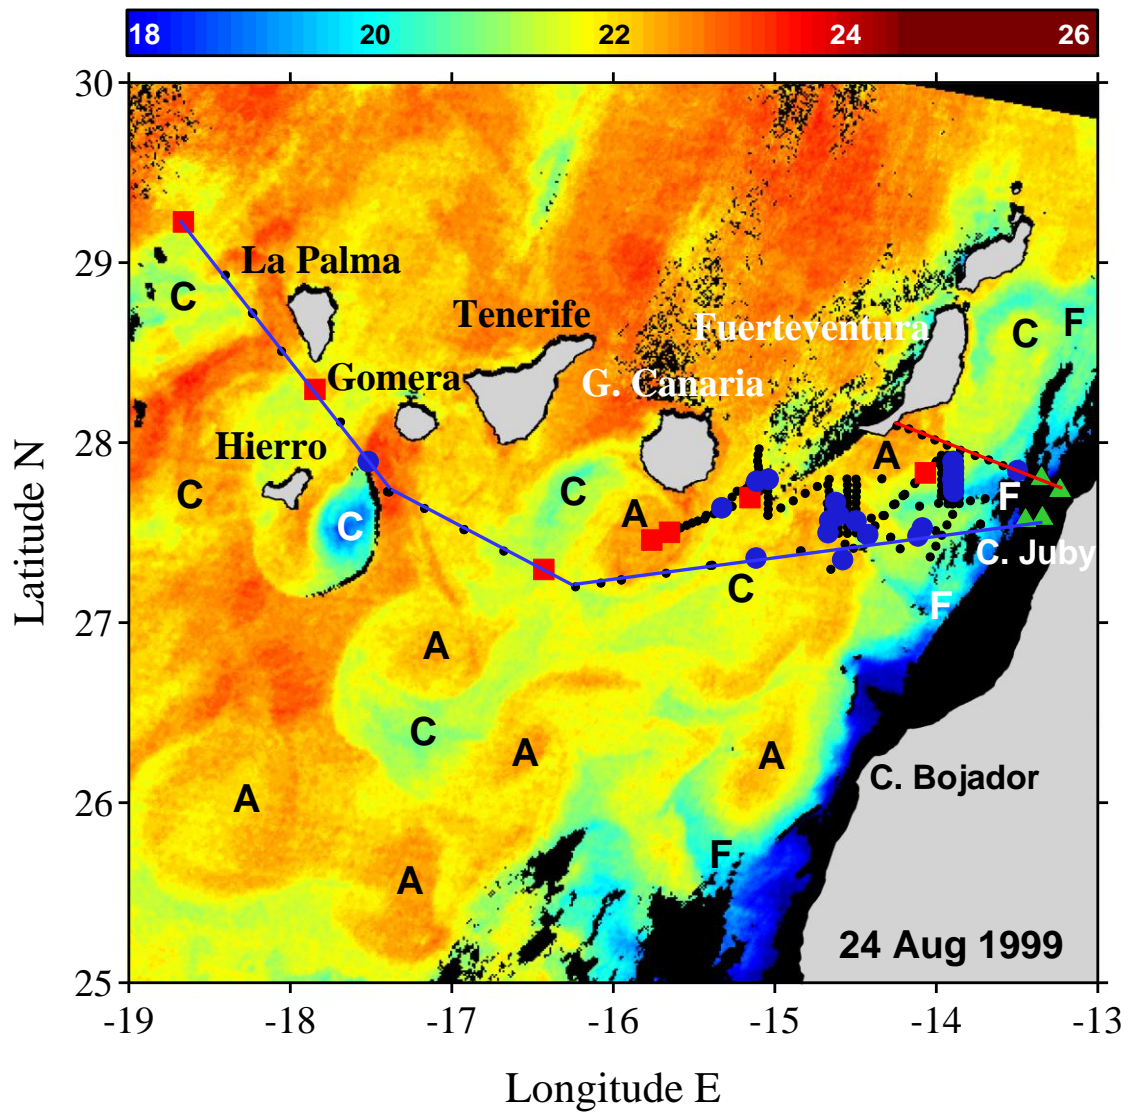 18 20 22 24 26
30
29
28
27
26
25
Latitude N
La Palma
C
Tenerife
Fuerteventura
F
C
Gomera
G. Canaria
Hierro
A
C
C
A
F
C
C. Juby
C
F
A
C
A
A
C. Bojador
A
F
A
24 Aug 1999
-19 -18 -17 -16 -15 -14 -13
Longitude E